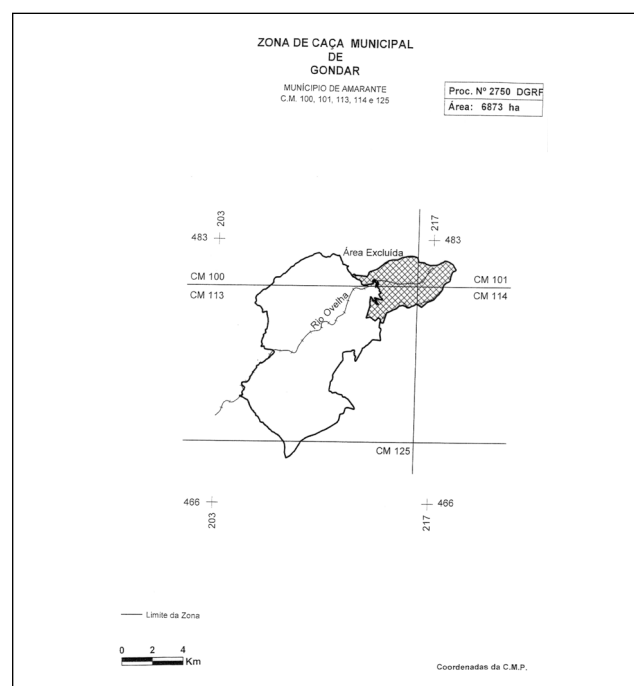 ZONA DE CAÇA MUNICIPAL
DE
GONDAR
MUNÍCIPIO DE AMARANTE
C.M. 100, 101, 113, 114 e 125
Proc. Nº 2750 DGRF
Área: 6873 ha
203
217
483
483
Área Excluída
CM 100
CM 101
CM 113
CM 114
Rio Ovelha
CM 125
466
466
203
217
Limite da Zona
0 2 4
Km
Coordenadas da C.M.P.